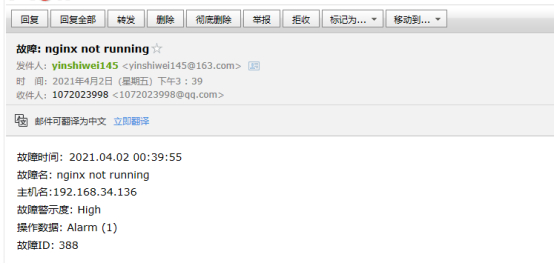 回复 回复全部 转发 删除 彻底删除 举报 拒收 标记为... 移动到...
故障: nginx not running
发件人: yinshiwei145 <yinshiwei145@163.com>
时 间: 2021年4月2日 (星期五) 下午3:39
收件人: 1072023998 <1072023998@qq.com>
邮件可翻译为中文 立即翻译
故障时间: 2021.04.02 00:39:55
故障名: nginx not running
主机名:192.168.34.136
故障警示度: High
操作数据: Alarm (1)
故障ID: 388